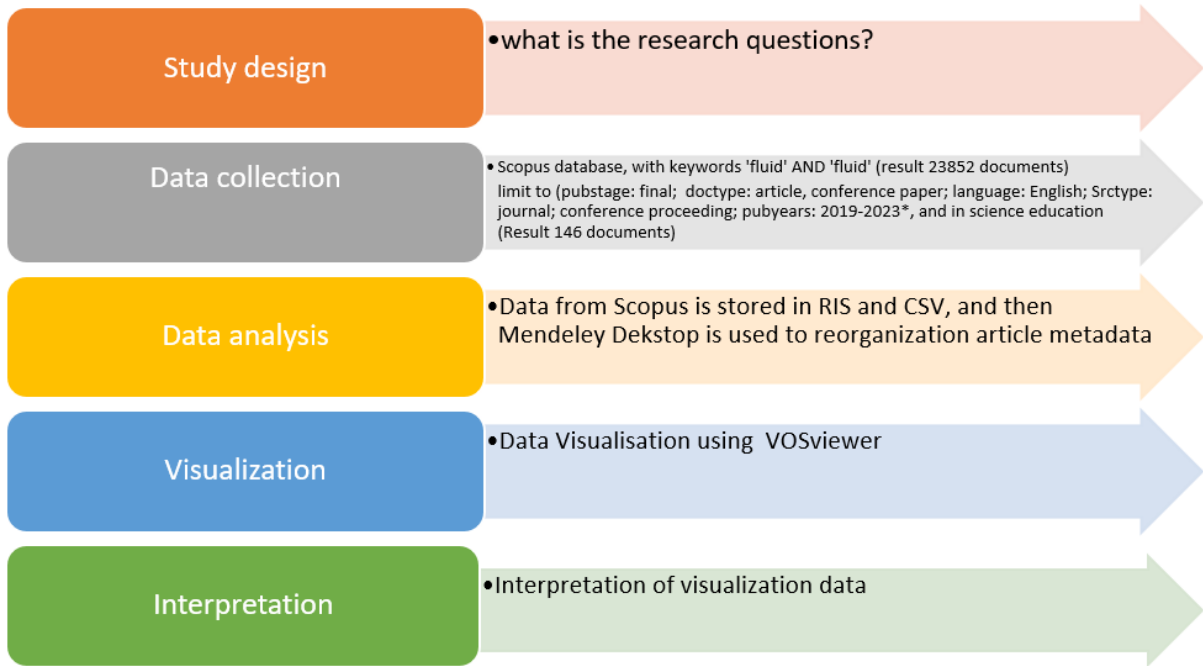 Study design
•what is the research questions?
Data collection
• Scopus database, with keywords 'fluid' AND 'fluid' (result 23852 documents)
limit to (pubstage: final; doctype: article, conference paper; language: English; Srctype:
journal; conference proceeding; pubyears: 2019-2023*, and in science education
(Result 146 documents)
Data analysis
•Data from Scopus is stored in RIS and CSV, and then
Mendeley Dekstop is used to reorganization article metadata
Visualization
•Data Visualisation using VOSviewer
Interpretation
•Interpretation of visualization data